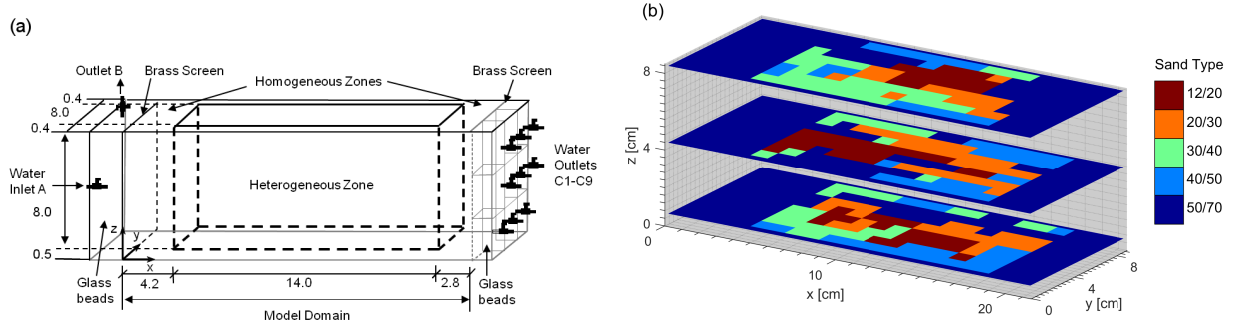 (a)
Outlet B
Brass Screen
Homogeneous Zones
Brass Screen
0.4
8.0
0.4
Water
Inlet A
8.0
Heterogeneous Zone
Water
Outlets
C1-C9
z
y
x
0.5
Glass
beads
4.2
14.0
2.8
Glass
beads
Model Domain
(b)
8
4
0
z [cm]
0
10
20
x [cm]
0
4
8
y [cm]
Sand Type
12/20
20/30
30/40
40/50
50/70